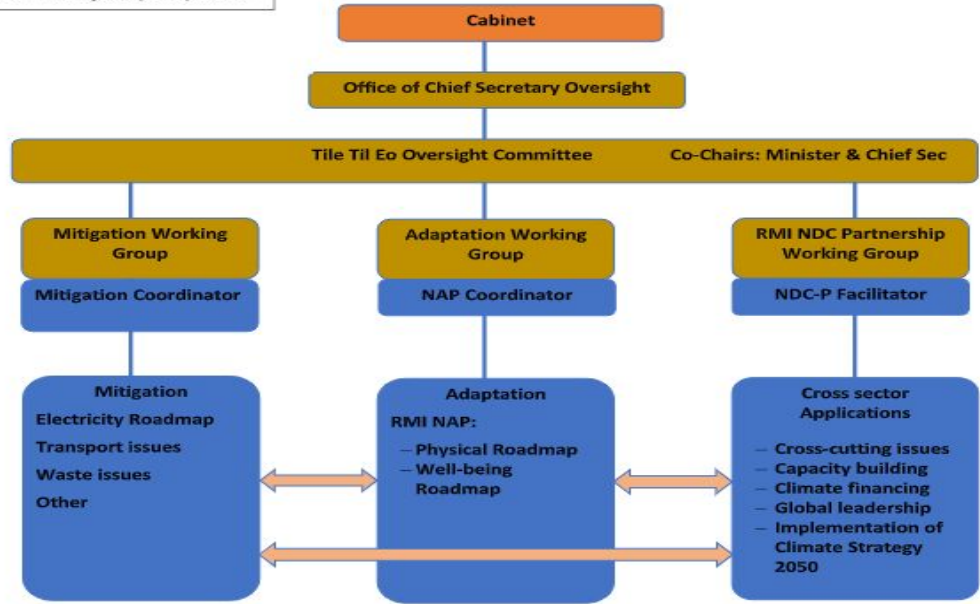 Cabinet
Office of Chief Secretary Oversight
Tile Til Eo Oversight Committee Co-Chairs: Minister & Chief Sec
Mitigation Working
Group
Mitigation Coordinator
Adaptation Working
Group
NAP Coordinator
RMI NDC Partnership
Working Group
NDC-P Facilitator
Mitigation
Electricity Roadmap
Transport issues
Waste issues
Other
Adaptation
RMI NAP:
– Physical Roadmap
– Well-being
Roadmap
Cross sector
Applications
– Cross-cutting issues
– Capacity building
– Climate financing
– Global leadership
– Implementation of
Climate Strategy
2050